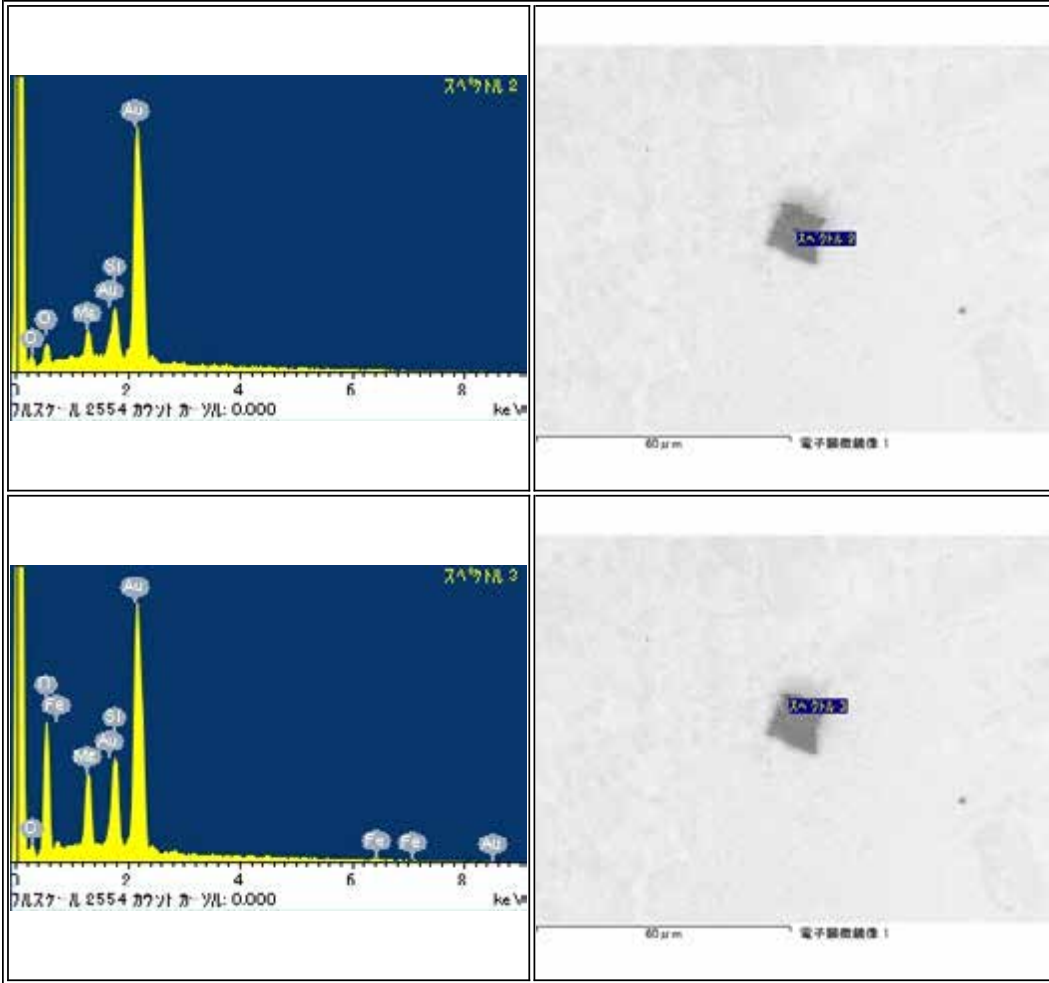 スペクトル 2
Au
Si
Au
Mg
O
C
0 2 4 6 8
フルスケール 2554 カウント カーソル: 0.000 keV
スペクトル 2
60μm 電子顕微鏡像 1
スペクトル 3
Au
O
Fe
Si
Au
Mg
C
Fe Fe Au
0 2 4 6 8
フルスケール 2554 カウント カーソル: 0.000 keV
スペクトル 3
60μm 電子顕微鏡像 1